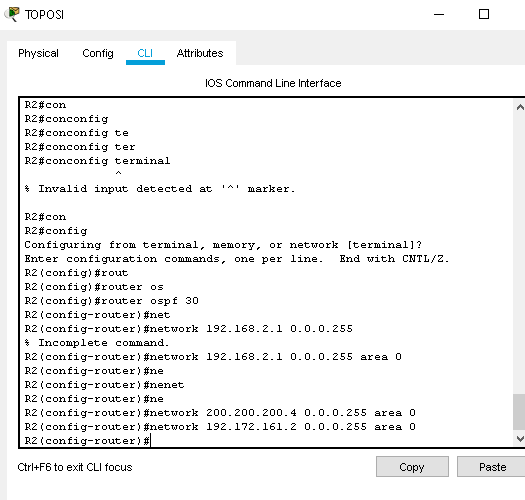 TOPOSI
Physical Config CLI Attributes
IOS Command Line Interface
R2#con
R2#conconfig
R2#conconfig te
R2#conconfig ter
R2#conconfig terminal
^
% Invalid input detected at '^' marker.
R2#con
R2#config
Configuring from terminal, memory, or network [terminal]?
Enter configuration commands, one per line.  End with CNTL/Z.
R2(config)#rout
R2(config)#router os
R2(config)#router ospf 30
R2(config-router)#net
R2(config-router)#network 192.168.2.1 0.0.0.255
% Incomplete command.
R2(config-router)#network 192.168.2.1 0.0.0.255 area 0
R2(config-router)#ne
R2(config-router)#nenet
R2(config-router)#ne
R2(config-router)#network 200.200.200.4 0.0.0.255 area 0
R2(config-router)#network 192.172.161.2 0.0.0.255 area 0
R2(config-router)#
Ctrl+F6 to exit CLI focus
Copy Paste